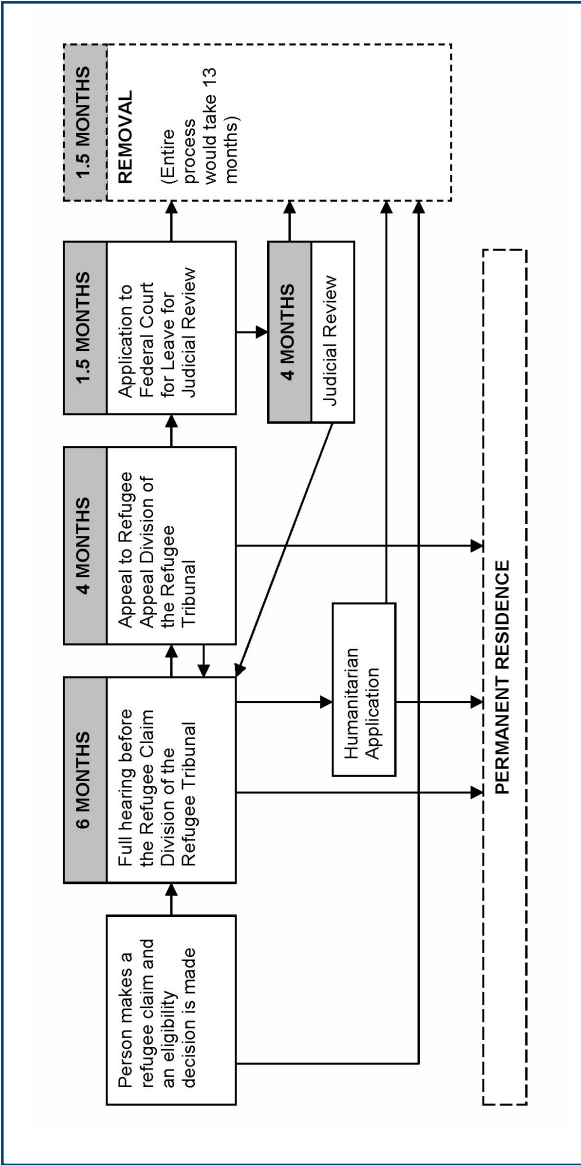 Person makes a
refugee claim and
an eligibility
decision is made
6 MONTHS
Full hearing before
the Refugee Claim
Division of the
Refugee Tribunal
4 MONTHS
Appeal to Refugee
Appeal Division of
the Refugee
Tribunal
1.5 MONTHS
Application to
Federal Court
for Leave for
Judicial Review
1.5 MONTHS
REMOVAL
(Entire
process
would take 13
months)
4 MONTHS
Judicial Review
Humanitarian
Application
PERMANENT RESIDENCE